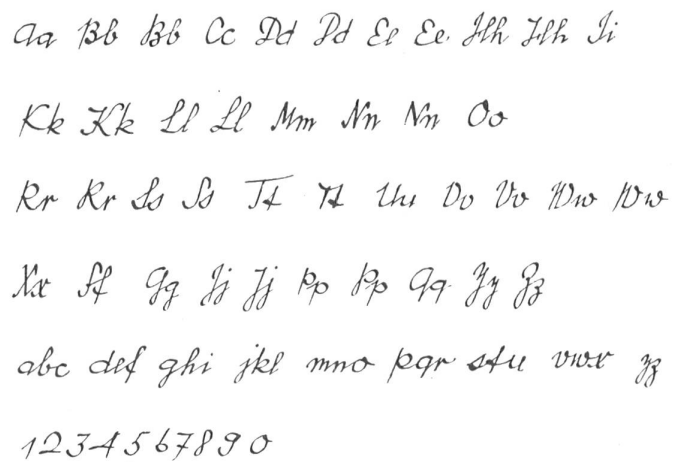 Aa Bb Bb Cc Dd Dd Ee Ee Hh Hh Ii
Kk Kk Ll Ll Mm Nn Nn Oo
Rr Rr Ss Ss Tt Tt Uu Vv Vv Ww Ww
Xx Ff Gg Jj Jj Pp Pp Qq Yy Zz
abc def ghi jkl mno pqr stu vwx yz
1234567890